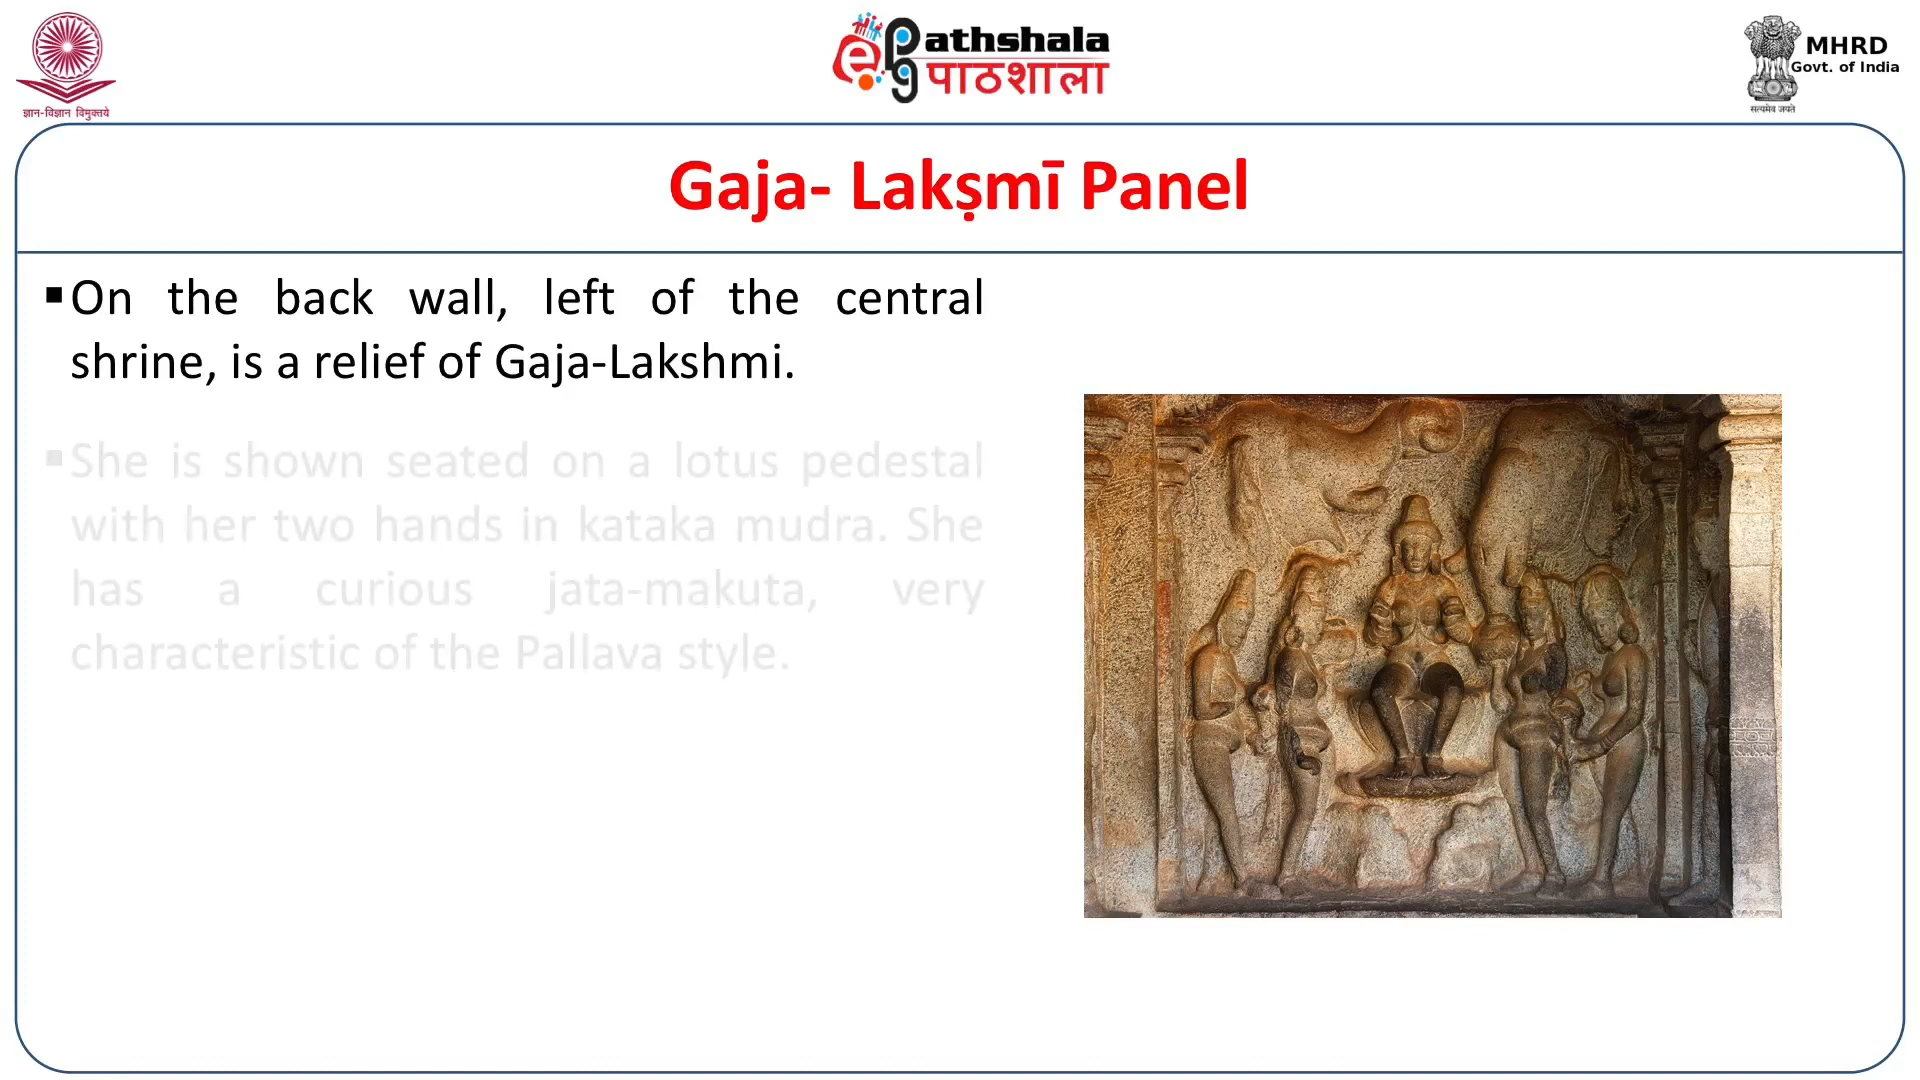 ज्ञान-विज्ञान विमुक्तये
ePG Pathshala
पाठशाला
MHRD
Govt. of India
सत्यमेव जयते
Gaja- Lakṣmī Panel
▪On the back wall, left of the central
shrine, is a relief of Gaja-Lakshmi.
▪She is shown seated on a lotus pedestal
with her two hands in kataka mudra. She
has a curious jata-makuta, very
characteristic of the Pallava style.